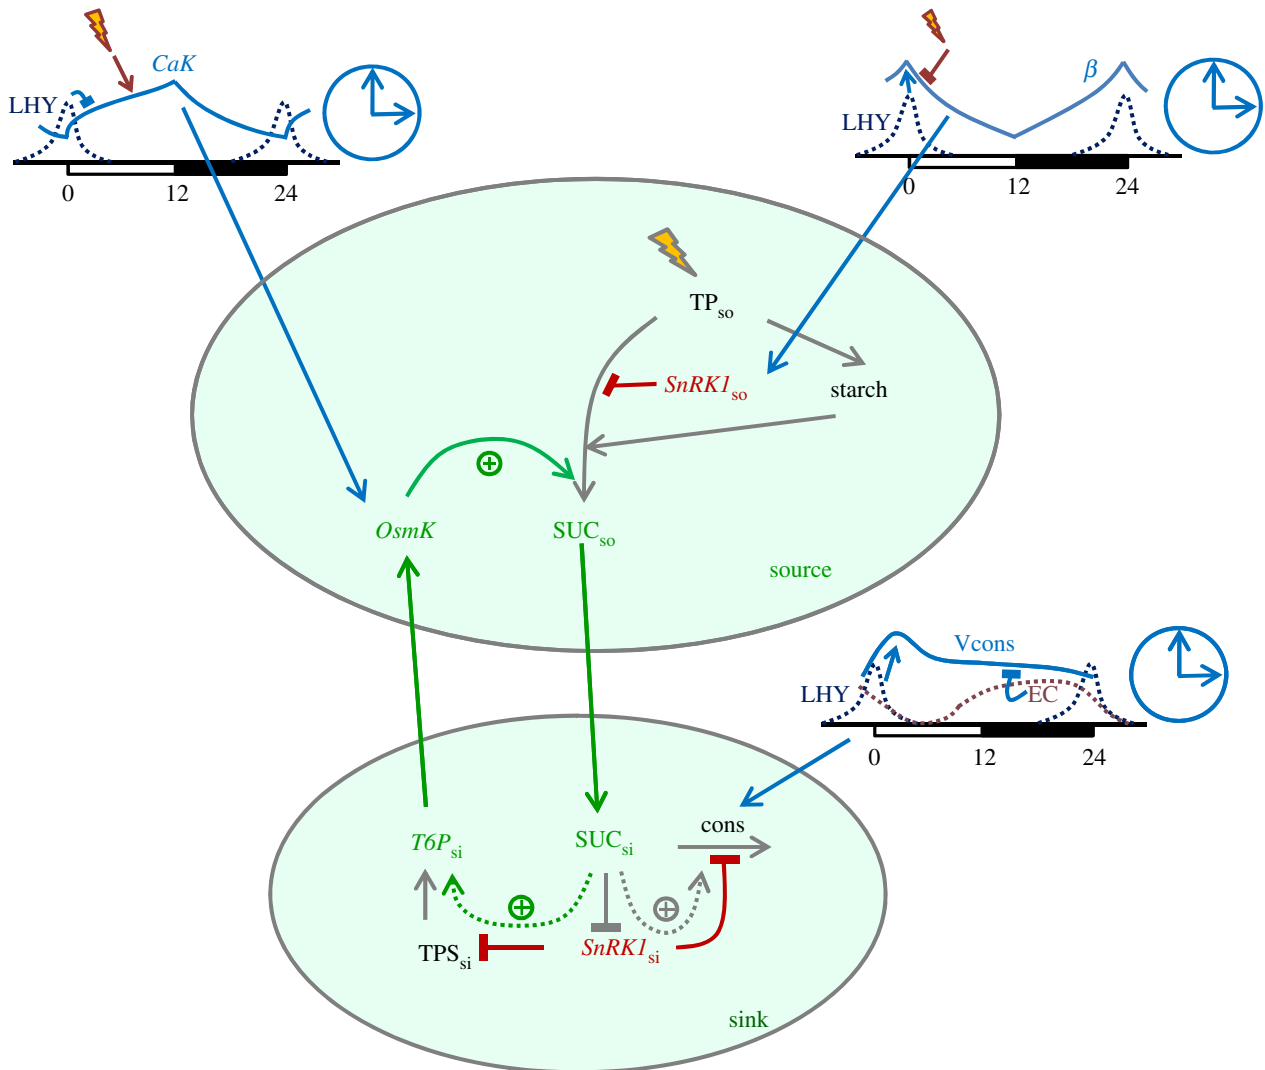 CaK
LHY
0 12 24
β
LHY
0 12 24
TPso
SnRK1so
starch
+
OsmK
SUCso
source
Vcons
LHY
EC
0 12 24
cons
T6Psi
SUCsi
+
+
TPSsi
SnRK1si
sink